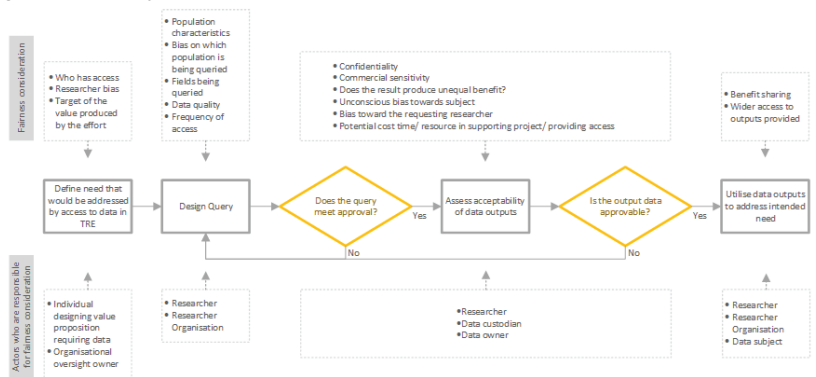 Fairness consideration
• Who has access
• Researcher bias
• Target of the
value produced
by the effort
• Population
characteristics
• Bias on which
population is
being queried
• Fields being
queried
• Data quality
• Frequency of
access
• Confidentiality
• Commercial sensitivity
• Does the result produce unequal benefit?
• Unconscious bias towards subject
• Bias toward the requesting researcher
• Potential cost time/ resource in supporting project/ providing access
• Benefit sharing
• Wider access to
outputs provided
Define need that
would be addressed
by access to data in
TRE
Design Query
Does the query
meet approval?
Yes
No
Assess acceptability
of data outputs
Is the output data
approvable?
Yes
No
Utilise data outputs
to address intended
need
Actors who are responsible
for fairness consideration
• Individual
designing value
proposition
requiring data
• Organisational
oversight owner
• Researcher
• Researcher
Organisation
• Researcher
• Data custodian
• Data owner
• Researcher
• Researcher
Organisation
• Data subject